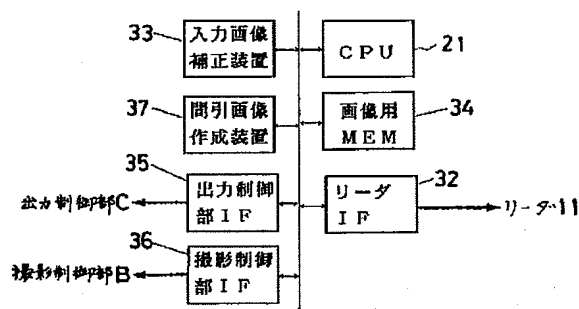 33
入力画像
補正装置
CPU
21
37
間引画像
作成装置
画像用
MEM
34
35
出力制御
部IF
出力制御部C
リーダ
IF
32
リーダ11
36
撮影制御
部IF
撮影制御部B